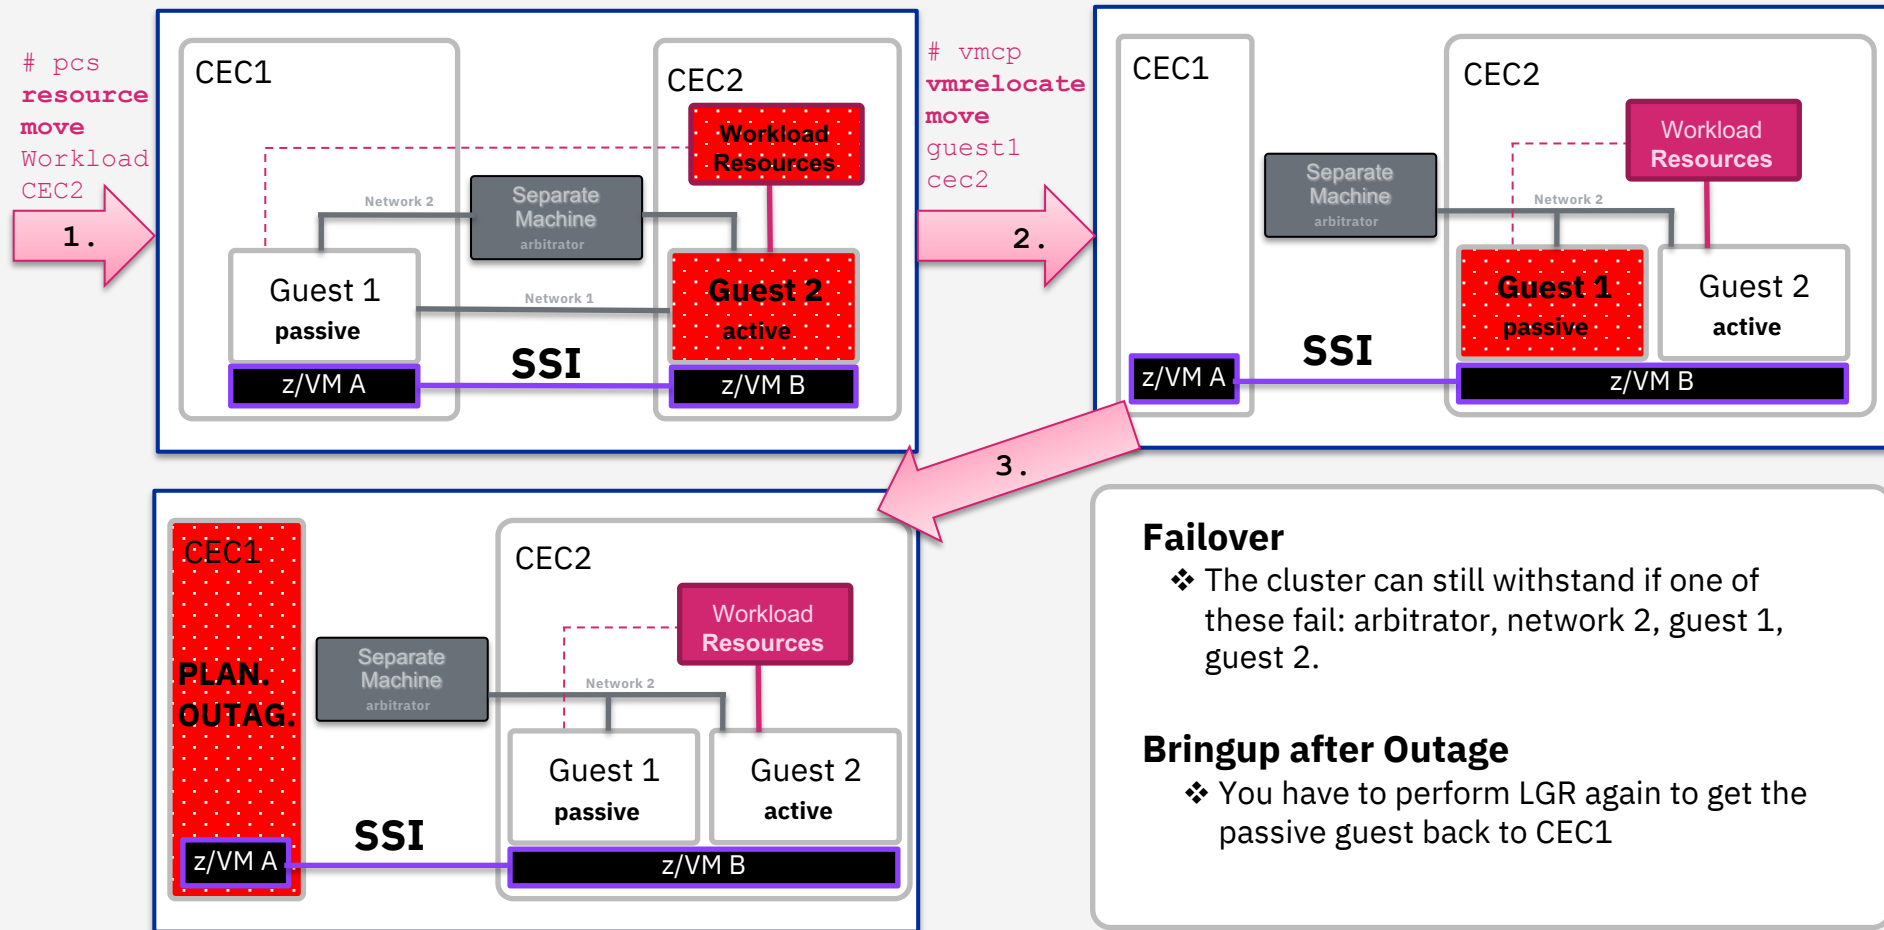 # pcs
resource
move
Workload
CEC2
1.
CEC1
CEC2
Workload
Resources
Separate
Machine
arbitrator
Network 2
Guest 1
passive
Network 1
Guest 2
active
SSI
z/VM A
z/VM B
# vmcp
vmrelocate
move
guest1
cec2
2.
CEC1
CEC2
Workload
Resources
Separate
Machine
arbitrator
Network 2
Guest 1
passive
Guest 2
active
SSI
z/VM A
z/VM B
3.
CEC1
PLAN.
OUTAG.
CEC2
Workload
Resources
Separate
Machine
arbitrator
Network 2
Guest 1
passive
Guest 2
active
SSI
z/VM A
z/VM B
Failover
❖ The cluster can still withstand if one of
these fail: arbitrator, network 2, guest 1,
guest 2.
Bringup after Outage
❖ You have to perform LGR again to get the
passive guest back to CEC1